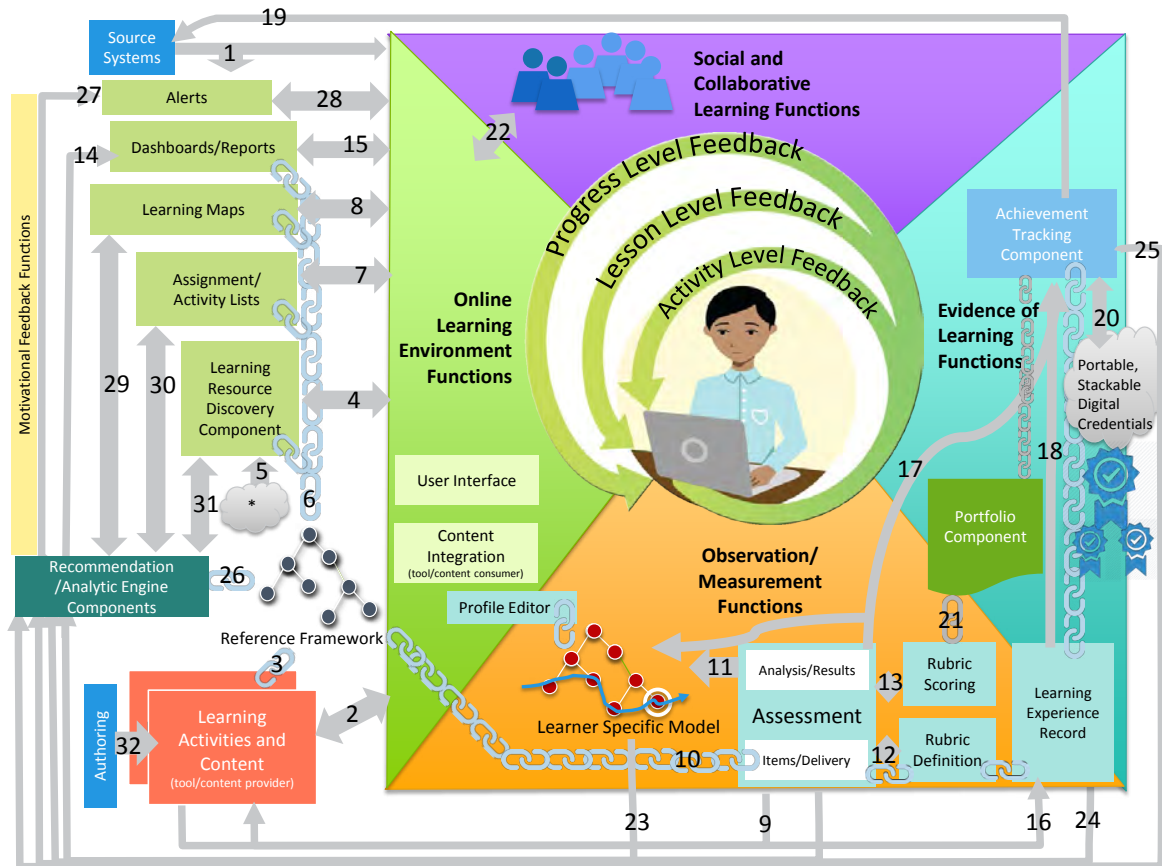 19
Source
Systems
1
Social and
Collaborative
Learning Functions
27
Alerts
28
22
14
Dashboards/Reports
15
Progress Level Feedback
Learning Maps
8
Lesson Level Feedback
Achievement
Tracking
Component
25
Motivational Feedback Functions
Assignment/
Activity Lists
7
Activity Level Feedback
Online
Learning
Environment
Functions
Evidence of
Learning
Functions
20
29
30
Learning
Resource
Discovery
Component
4
Portable,
Stackable
Digital
Credentials
17
18
5
31
*
6
User Interface
Portfolio
Component
Content
Integration
(tool/content consumer)
Observation/
Measurement
Functions
Recommendation
/Analytic Engine
Components
26
Profile Editor
21
Reference Framework
3
11
Analysis/Results
13
Rubric
Scoring
Learning
Experience
Record
Authoring
32
Learning
Activities and
Content
(tool/content provider)
2
Learner Specific Model
Assessment
10
Items/Delivery
12
Rubric
Definition
23
9
16
24